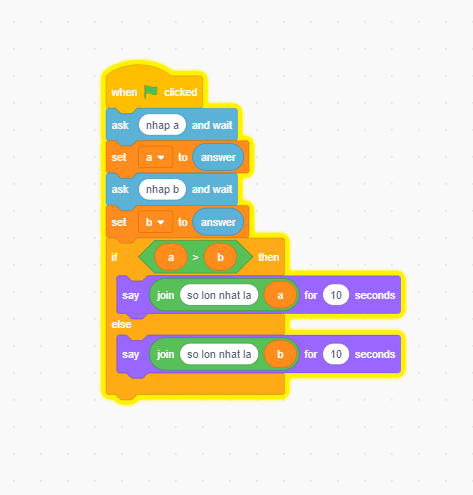 when clicked
ask nhap a and wait
set a to answer
ask nhap b and wait
set b to answer
if a > b then
say join so lon nhat la a for 10 seconds
else
say join so lon nhat la b for 10 seconds